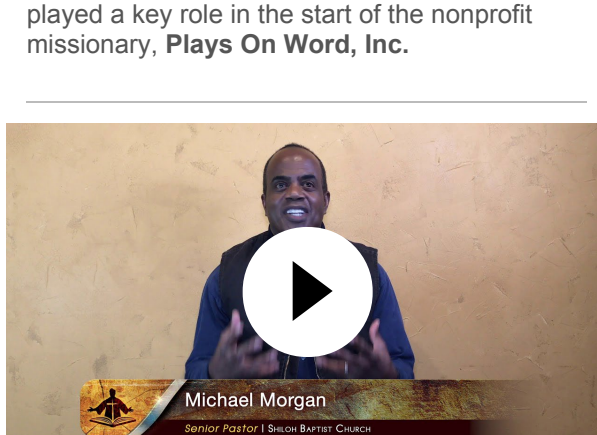 played a key role in the start of the nonprofit
missionary, Plays On Word, Inc.
Michael Morgan
Senior Pastor | Shiloh Baptist Church